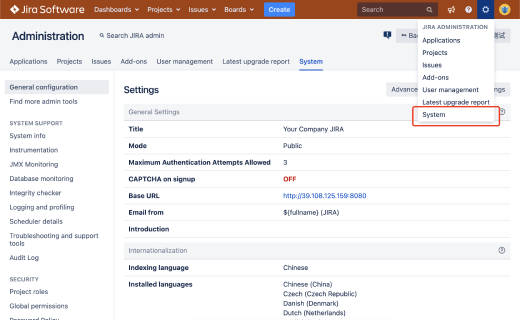 Jira Software Dashboards Projects Issues Boards Create Search
Administration Search JIRA admin Bac 测试
JIRA ADMINISTRATION
Applications
Projects
Issues
Add-ons
User management
Latest upgrade report
System
Applications Projects Issues Add-ons User management Latest upgrade report System
General configuration
Find more admin tools
SYSTEM SUPPORT
System info
Instrumentation
JMX Monitoring
Database monitoring
Integrity checker
Logging and profiling
Scheduler details
Troubleshooting and support
tools
Audit Log
SECURITY
Project roles
Global permissions
Password Policy
Settings Advance ngs
General Settings
Title Your Company JIRA
Mode Public
Maximum Authentication Attempts Allowed 3
CAPTCHA on signup OFF
Base URL http://39.108.125.159:8080
Email from ${fullname} (JIRA)
Introduction
Internationalization
Indexing language Chinese
Installed languages Chinese (China)
Czech (Czech Republic)
Danish (Denmark)
Dutch (Netherlands)